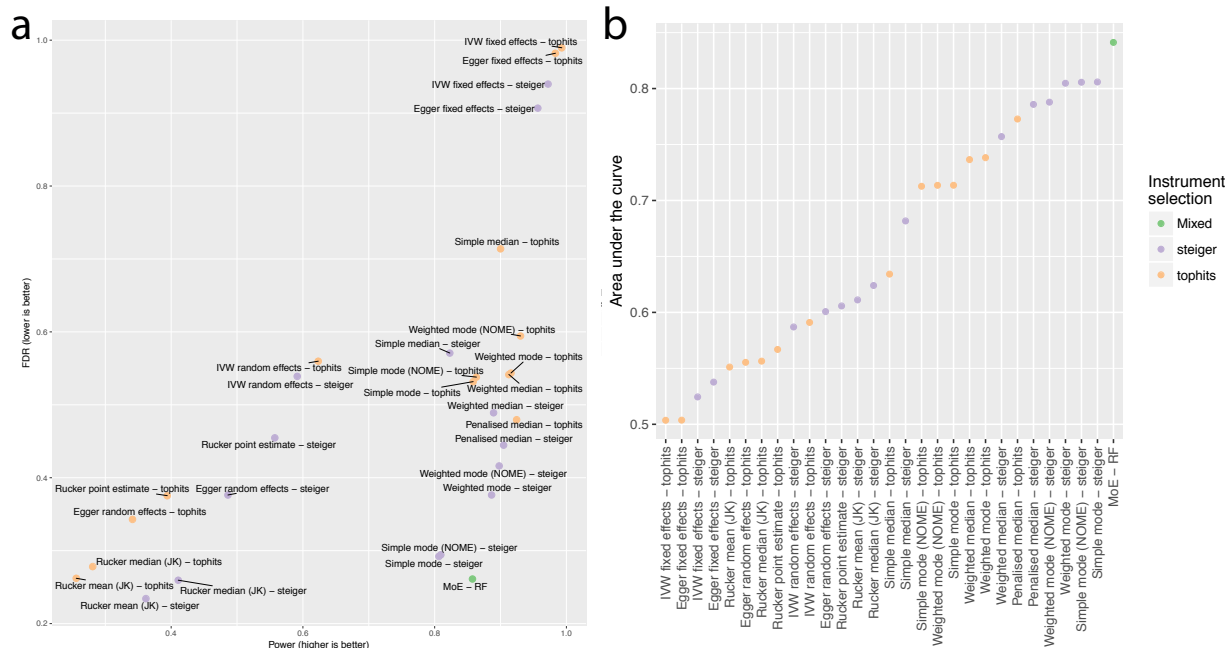 a
1.0
0.8
0.6
0.4
0.2
FDR (lower is better)
IVW fixed effects – tophits
Egger fixed effects – tophits
IVW fixed effects – steiger
Egger fixed effects – steiger
Simple median – tophits
Weighted mode (NOME) – tophits
Simple median – steiger
Weighted mode – tophits
IVW random effects – tophits
Simple mode (NOME) – tophits
IVW random effects – steiger
Simple mode – tophits
Weighted median – tophits
Weighted median – steiger
Penalised median – tophits
Rucker point estimate – steiger
Penalised median – steiger
Weighted mode (NOME) – steiger
Rucker point estimate – tophits
Egger random effects – steiger
Weighted mode – steiger
Egger random effects – tophits
Simple mode (NOME) – steiger
Rucker median (JK) – tophits
Simple mode – steiger
Rucker mean (JK) – tophits
Rucker median (JK) – steiger
MoE – RF
Rucker mean (JK) – steiger
0.4
0.6
0.8
1.0
Power (higher is better)
b
0.8
0.7
0.6
0.5
Area under the curve
IVW fixed effects – tophits
Egger fixed effects – tophits
IVW fixed effects – steiger
Egger fixed effects – steiger
Rucker mean (JK) – tophits
Egger random effects – tophits
Rucker median (JK) – tophits
Rucker point estimate – tophits
IVW random effects – steiger
IVW random effects – tophits
Egger random effects – steiger
Rucker point estimate – steiger
Rucker mean (JK) – steiger
Rucker median (JK) – steiger
Simple median – tophits
Simple median – steiger
Simple mode (NOME) – tophits
Weighted mode (NOME) – tophits
Simple mode – tophits
Weighted median – tophits
Weighted mode – tophits
Weighted median – steiger
Penalised median – tophits
Penalised median – steiger
Weighted mode (NOME) – steiger
Weighted mode – steiger
Simple mode (NOME) – steiger
Simple mode – steiger
MoE – RF
Instrument
selection
Mixed
steiger
tophits